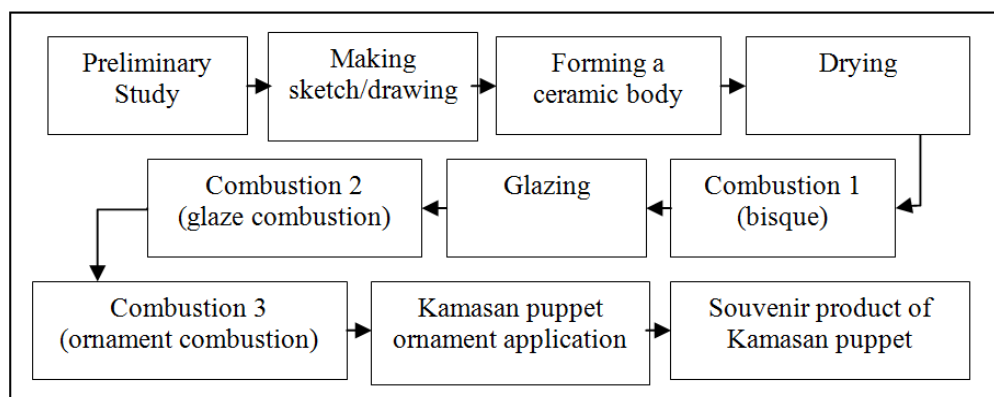 Preliminary
Study
Making
sketch/drawing
Forming a
ceramic body
Drying
Combustion 1
(bisque)
Glazing
Combustion 2
(glaze combustion)
Combustion 3
(ornament combustion)
Kamasan puppet
ornament application
Souvenir product of
Kamasan puppet